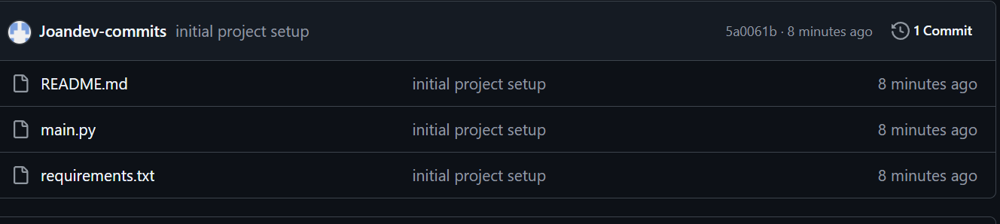 Joandev-commits initial project setup 5a0061b · 8 minutes ago 1 Commit
README.md initial project setup 8 minutes ago
main.py initial project setup 8 minutes ago
requirements.txt initial project setup 8 minutes ago